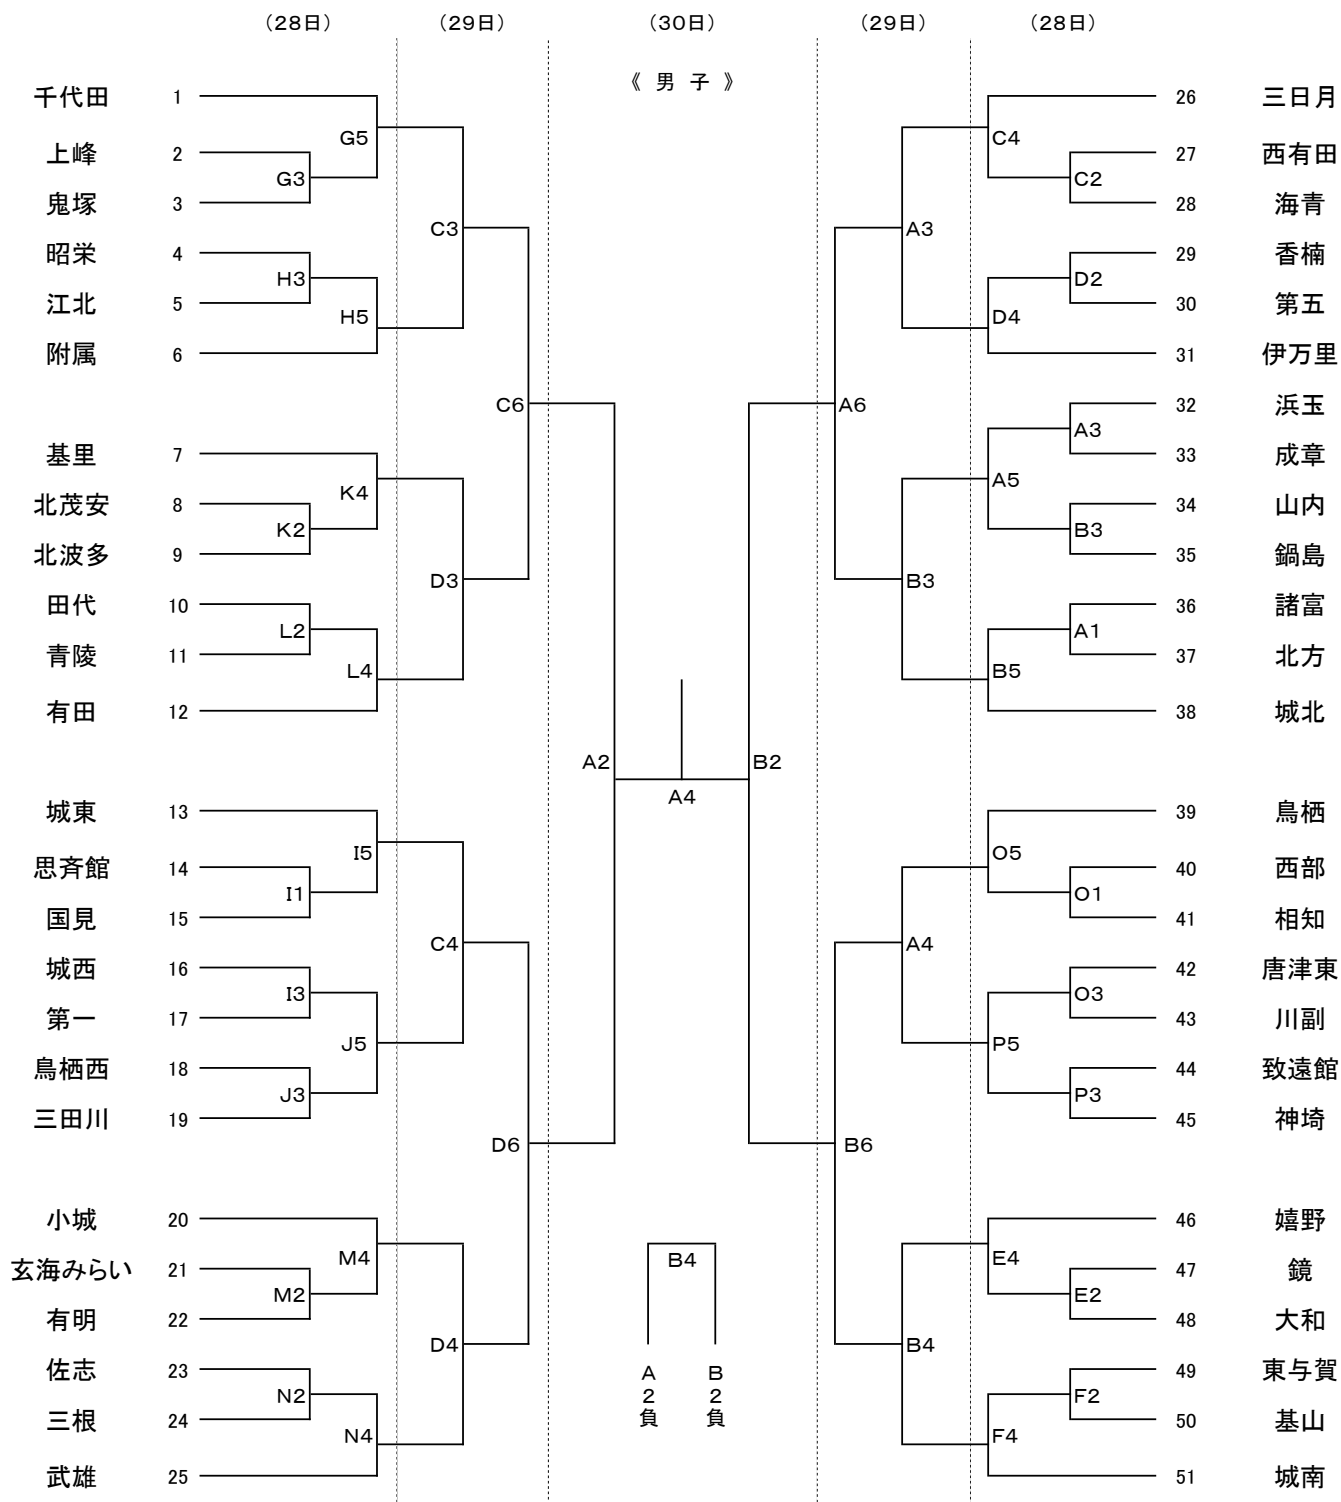 (28日) (29日) (30日) (29日) (28日)
《 男 子 》
千代田 1 26 三日月
G5 C4
上峰 2 27 西有田
G3 C2
鬼塚 3 28 海青
C3 A3
昭栄 4 29 香楠
H3 D2
江北 5 30 第五
H5 D4
附属 6 31 伊万里
C6 A6 32 浜玉
A3
基里 7 33 成章
K4 A5
北茂安 8 34 山内
K2 B3
北波多 9 35 鍋島
D3 B3
田代 10 36 諸富
L2 A1
青陵 11 37 北方
L4 B5
有田 12 38 城北
A2 B2
A4
城東 13 39 鳥栖
I5 O5
思斉館 14 40 西部
I1 O1
国見 15 41 相知
C4 A4
城西 16 42 唐津東
I3 O3
第一 17 43 川副
J5 P5
鳥栖西 18 44 致遠館
J3 P3
三田川 19 45 神埼
D6 B6
小城 20 46 嬉野
M4 B4 E4
玄海みらい 21 47 鏡
M2 E2
有明 22 48 大和
D4 B4
佐志 23 A2負 B2負 49 東与賀
N2 F2
三根 24 50 基山
N4 F4
武雄 25 51 城南